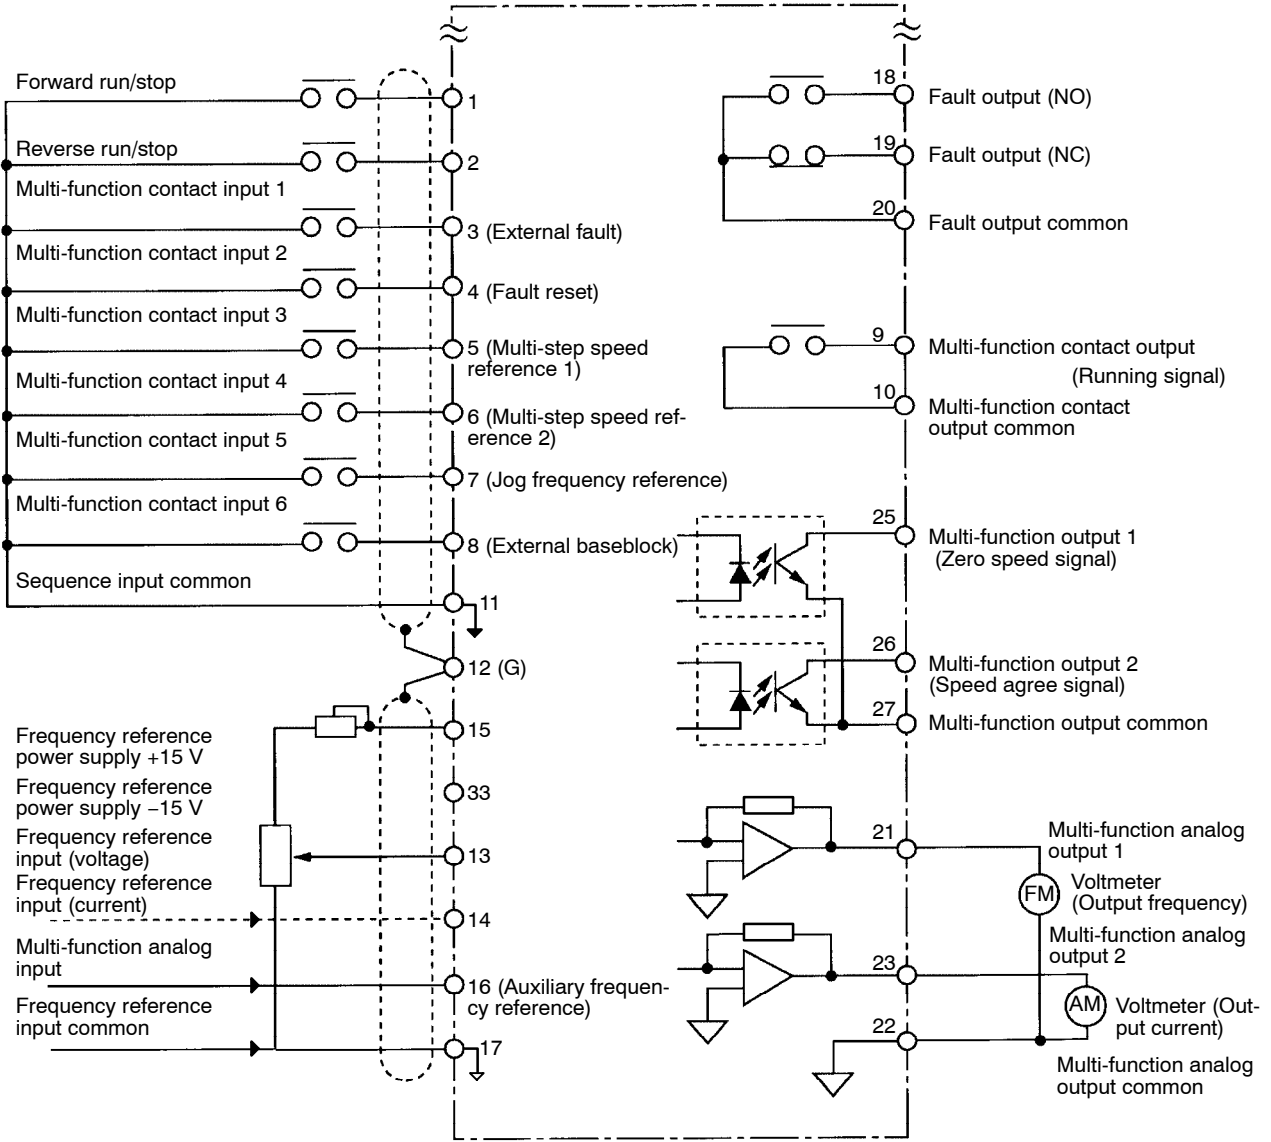 Forward run/stop
1
Reverse run/stop
2
Multi-function contact input 1
3 (External fault)
Multi-function contact input 2
4 (Fault reset)
Multi-function contact input 3
5 (Multi-step speed
reference 1)
Multi-function contact input 4
6 (Multi-step speed ref-
erence 2)
Multi-function contact input 5
7 (Jog frequency reference)
Multi-function contact input 6
8 (External baseblock)
Sequence input common
11
12 (G)
15
Frequency reference
power supply +15 V
33
Frequency reference
power supply −15 V
13
Frequency reference
input (voltage)
Frequency reference
input (current)
14
Multi-function analog
input
16 (Auxiliary frequen-
cy reference)
Frequency reference
input common
17
18
Fault output (NO)
19
Fault output (NC)
20
Fault output common
9
Multi-function contact output
(Running signal)
10
Multi-function contact
output common
25
Multi-function output 1
(Zero speed signal)
26
Multi-function output 2
(Speed agree signal)
27
Multi-function output common
21
Multi-function analog
output 1
FM
Voltmeter
(Output frequency)
Multi-function analog
output 2
23
AM
Voltmeter (Out-
put current)
22
Multi-function analog
output common